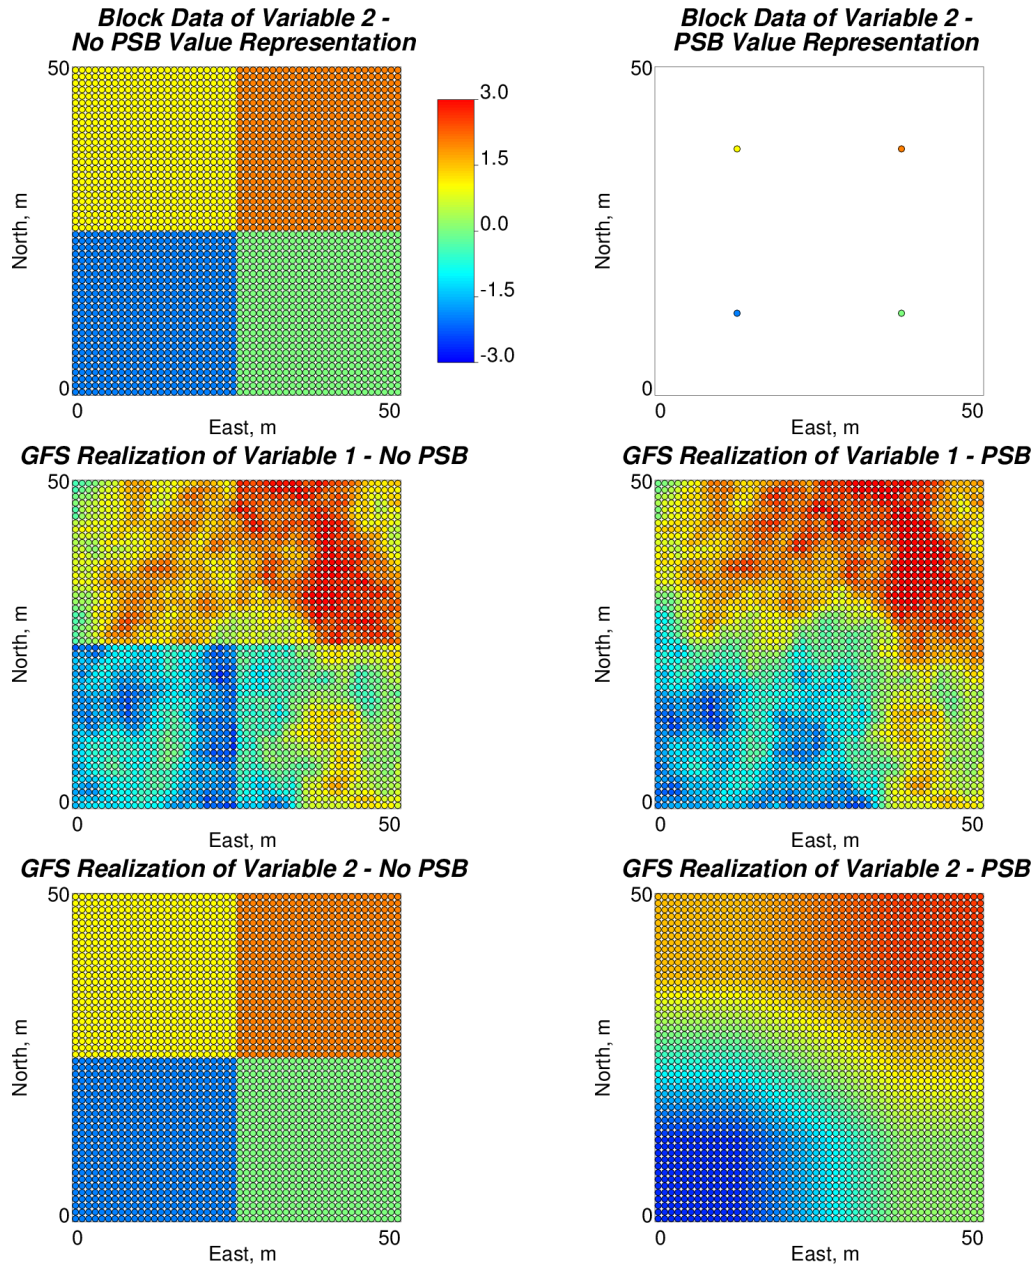 Block Data of Variable 2 -
No PSB Value Representation
50
North, m
0
0
50
East, m
3.0
1.5
0.0
-1.5
-3.0
Block Data of Variable 2 -
PSB Value Representation
50
North, m
0
0
50
East, m
GFS Realization of Variable 1 - No PSB
50
North, m
0
0
50
East, m
GFS Realization of Variable 1 - PSB
50
North, m
0
0
50
East, m
GFS Realization of Variable 2 - No PSB
50
North, m
0
0
50
East, m
GFS Realization of Variable 2 - PSB
50
North, m
0
0
50
East, m